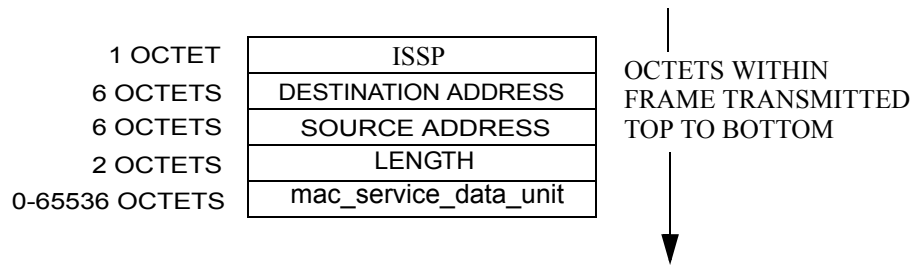 1 OCTET ISSP
6 OCTETS DESTINATION ADDRESS
6 OCTETS SOURCE ADDRESS
2 OCTETS LENGTH
0-65536 OCTETS mac_service_data_unit
OCTETS WITHIN
FRAME TRANSMITTED
TOP TO BOTTOM